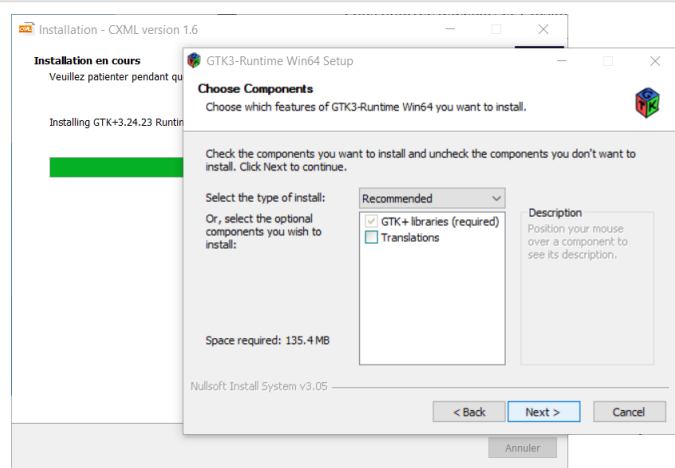 Installation - CXML version 1.6
Installation en cours
Veuillez patienter pendant qu
Installing GTK+3.24.23 Runtin
GTK3-Runtime Win64 Setup
Choose Components
Choose which features of GTK3-Runtime Win64 you want to install.
Check the components you want to install and uncheck the components you don't want to
install. Click Next to continue.
Select the type of install:
Recommended
Or, select the optional
components you wish to
install:
GTK+ libraries (required)
Translations
Description
Position your mouse
over a component to
see its description.
Space required: 135.4 MB
Nullsoft Install System v3.05
< Back
Next >
Cancel
Annuler